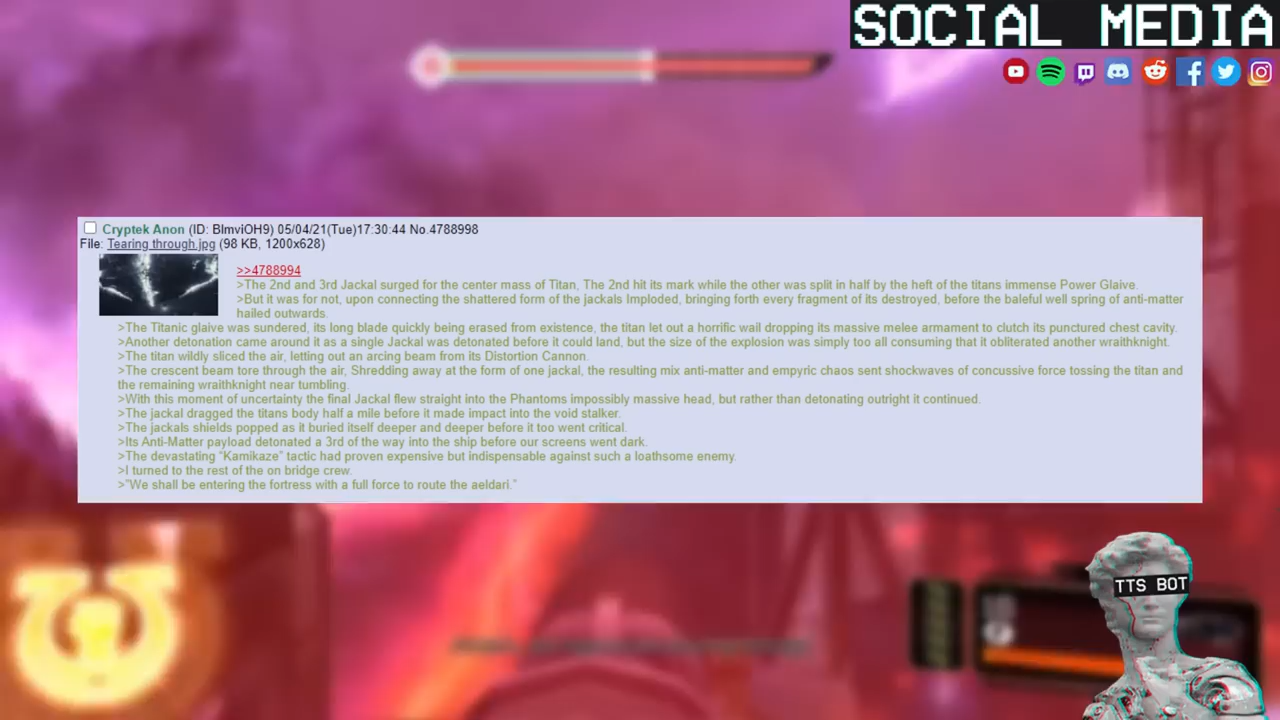 SOCIAL MEDIA
Cryptek Anon (ID: BlmviOH9) 05/04/21(Tue)17:30:44 No.4788998
File: Tearing through.jpg (98 KB, 1200x628)
>>4788994
>The 2nd and 3rd Jackal surged for the center mass of Titan, The 2nd hit its mark while the other was split in half by the heft of the titans immense Power Glaive.
>But it was for not, upon connecting the shattered form of the jackals Imploded, bringing forth every fragment of its destroyed, before the baleful well spring of anti-matter
hailed outwards.
>The Titanic glaive was sundered, its long blade quickly being erased from existence, the titan let out a horrific wail dropping its massive melee armament to clutch its punctured chest cavity.
>Another detonation came around it as a single Jackal was detonated before it could land, but the size of the explosion was simply too all consuming that it obliterated another wraithknight.
>The titan wildly sliced the air, letting out an arcing beam from its Distortion Cannon.
>The crescent beam tore through the air, Shredding away at the form of one jackal, the resulting mix anti-matter and empyric chaos sent shockwaves of concussive force tossing the titan and
the remaining wraithknight near tumbling.
>With this moment of uncertainty the final Jackal flew straight into the Phantoms impossibly massive head, but rather than detonating outright it continued.
>The jackal dragged the titans body half a mile before it made impact into the void stalker.
>The jackals shields popped as it buried itself deeper and deeper before it too went critical.
>Its Anti-Matter payload detonated a 3rd of the way into the ship before our screens went dark.
>The devastating “Kamikaze” tactic had proven expensive but indispensable against such a loathsome enemy.
>I turned to the rest of the on bridge crew.
>”We shall be entering the fortress with a full force to route the aeldari.”
TTS BOT